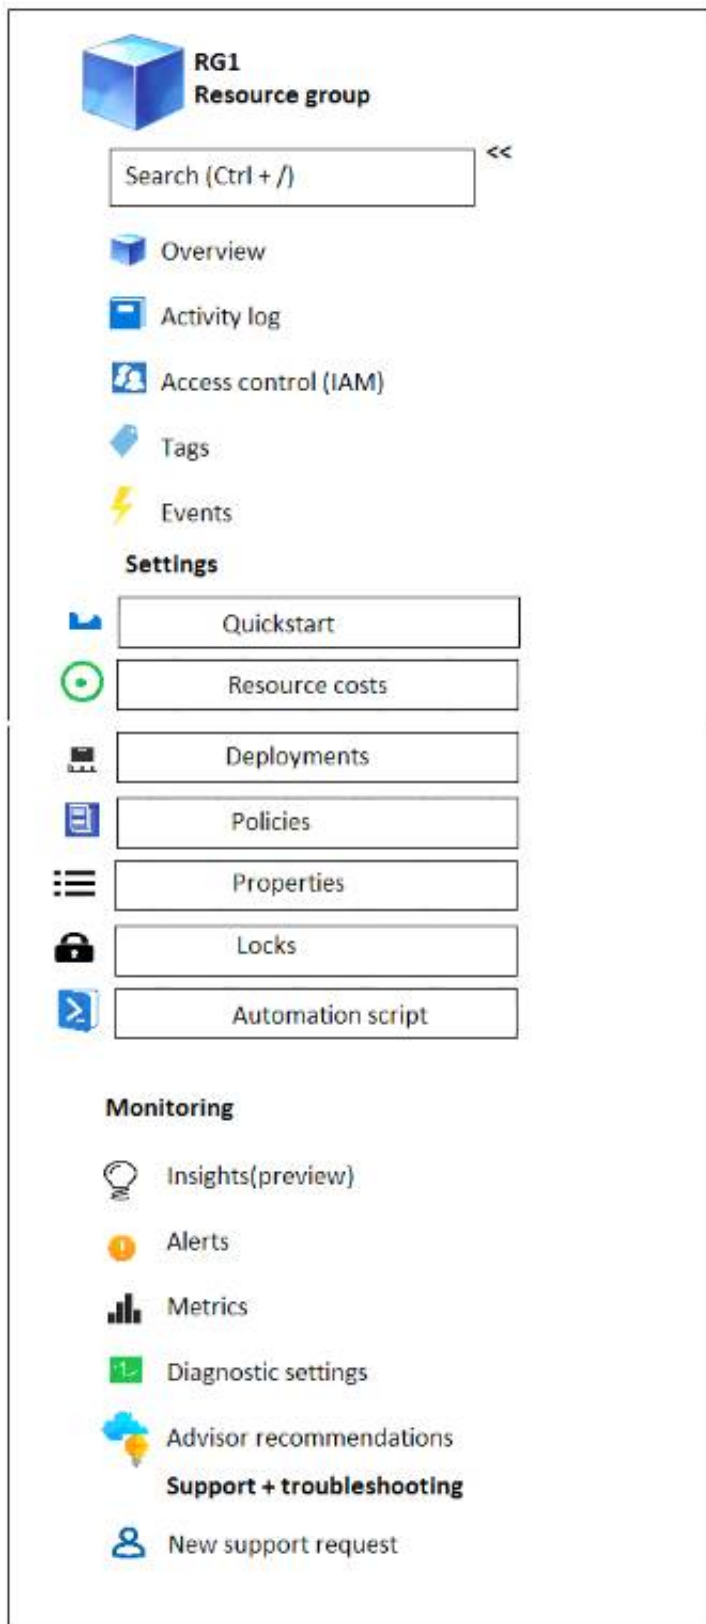 RG1
Resource group
<<
Search (Ctrl + /)
Overview
Activity log
Access control (IAM)
Tags
Events
Settings
Quickstart
Resource costs
Deployments
Policies
Properties
Locks
Automation script
Monitoring
Insights(preview)
Alerts
Metrics
Diagnostic settings
Advisor recommendations
Support + troubleshooting
New support request